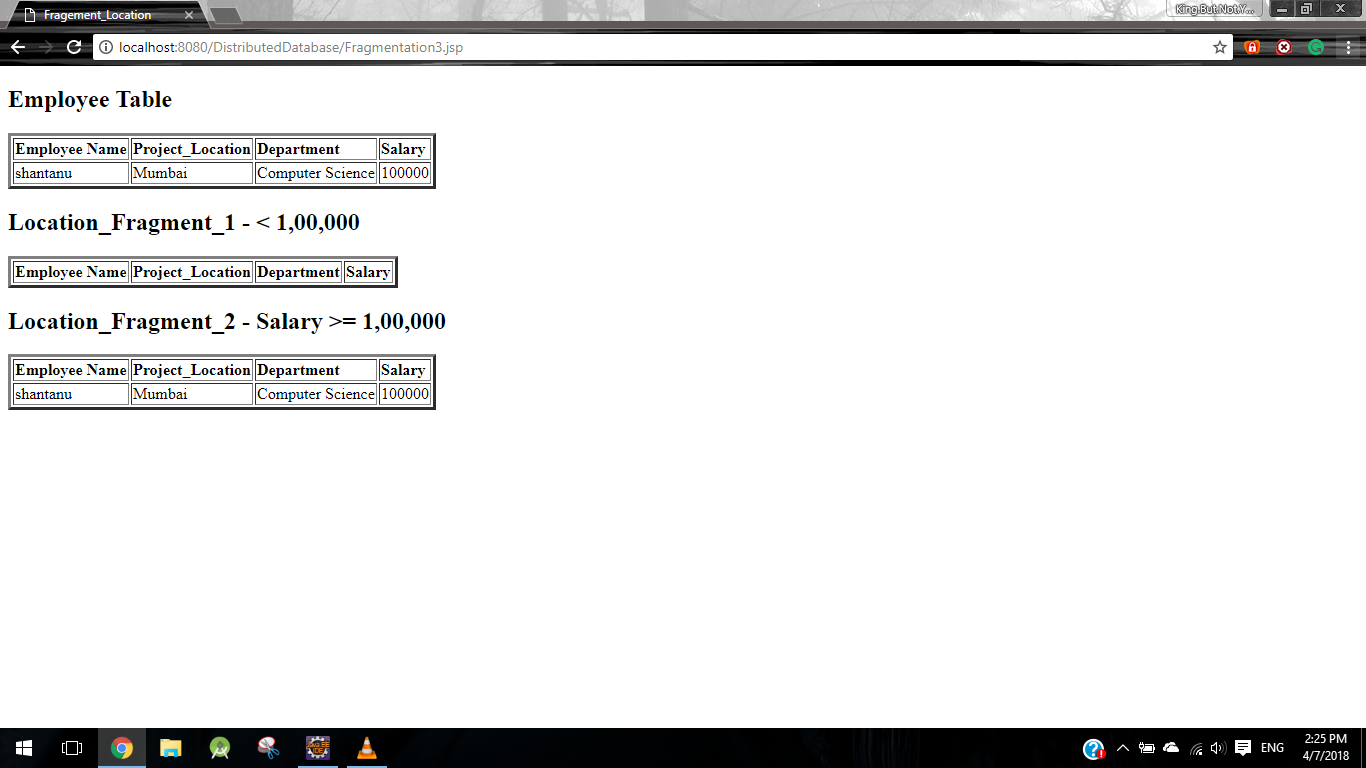 Fragement_Location
King.But.Not.Y...
localhost:8080/DistributedDatabase/Fragmentation3.jsp
Employee Table
Employee Name Project_Location Department Salary
shantanu Mumbai Computer Science 100000
Location_Fragment_1 - < 1,00,000
Employee Name Project_Location Department Salary
Location_Fragment_2 - Salary >= 1,00,000
Employee Name Project_Location Department Salary
shantanu Mumbai Computer Science 100000
ENG
2:25 PM
4/7/2018